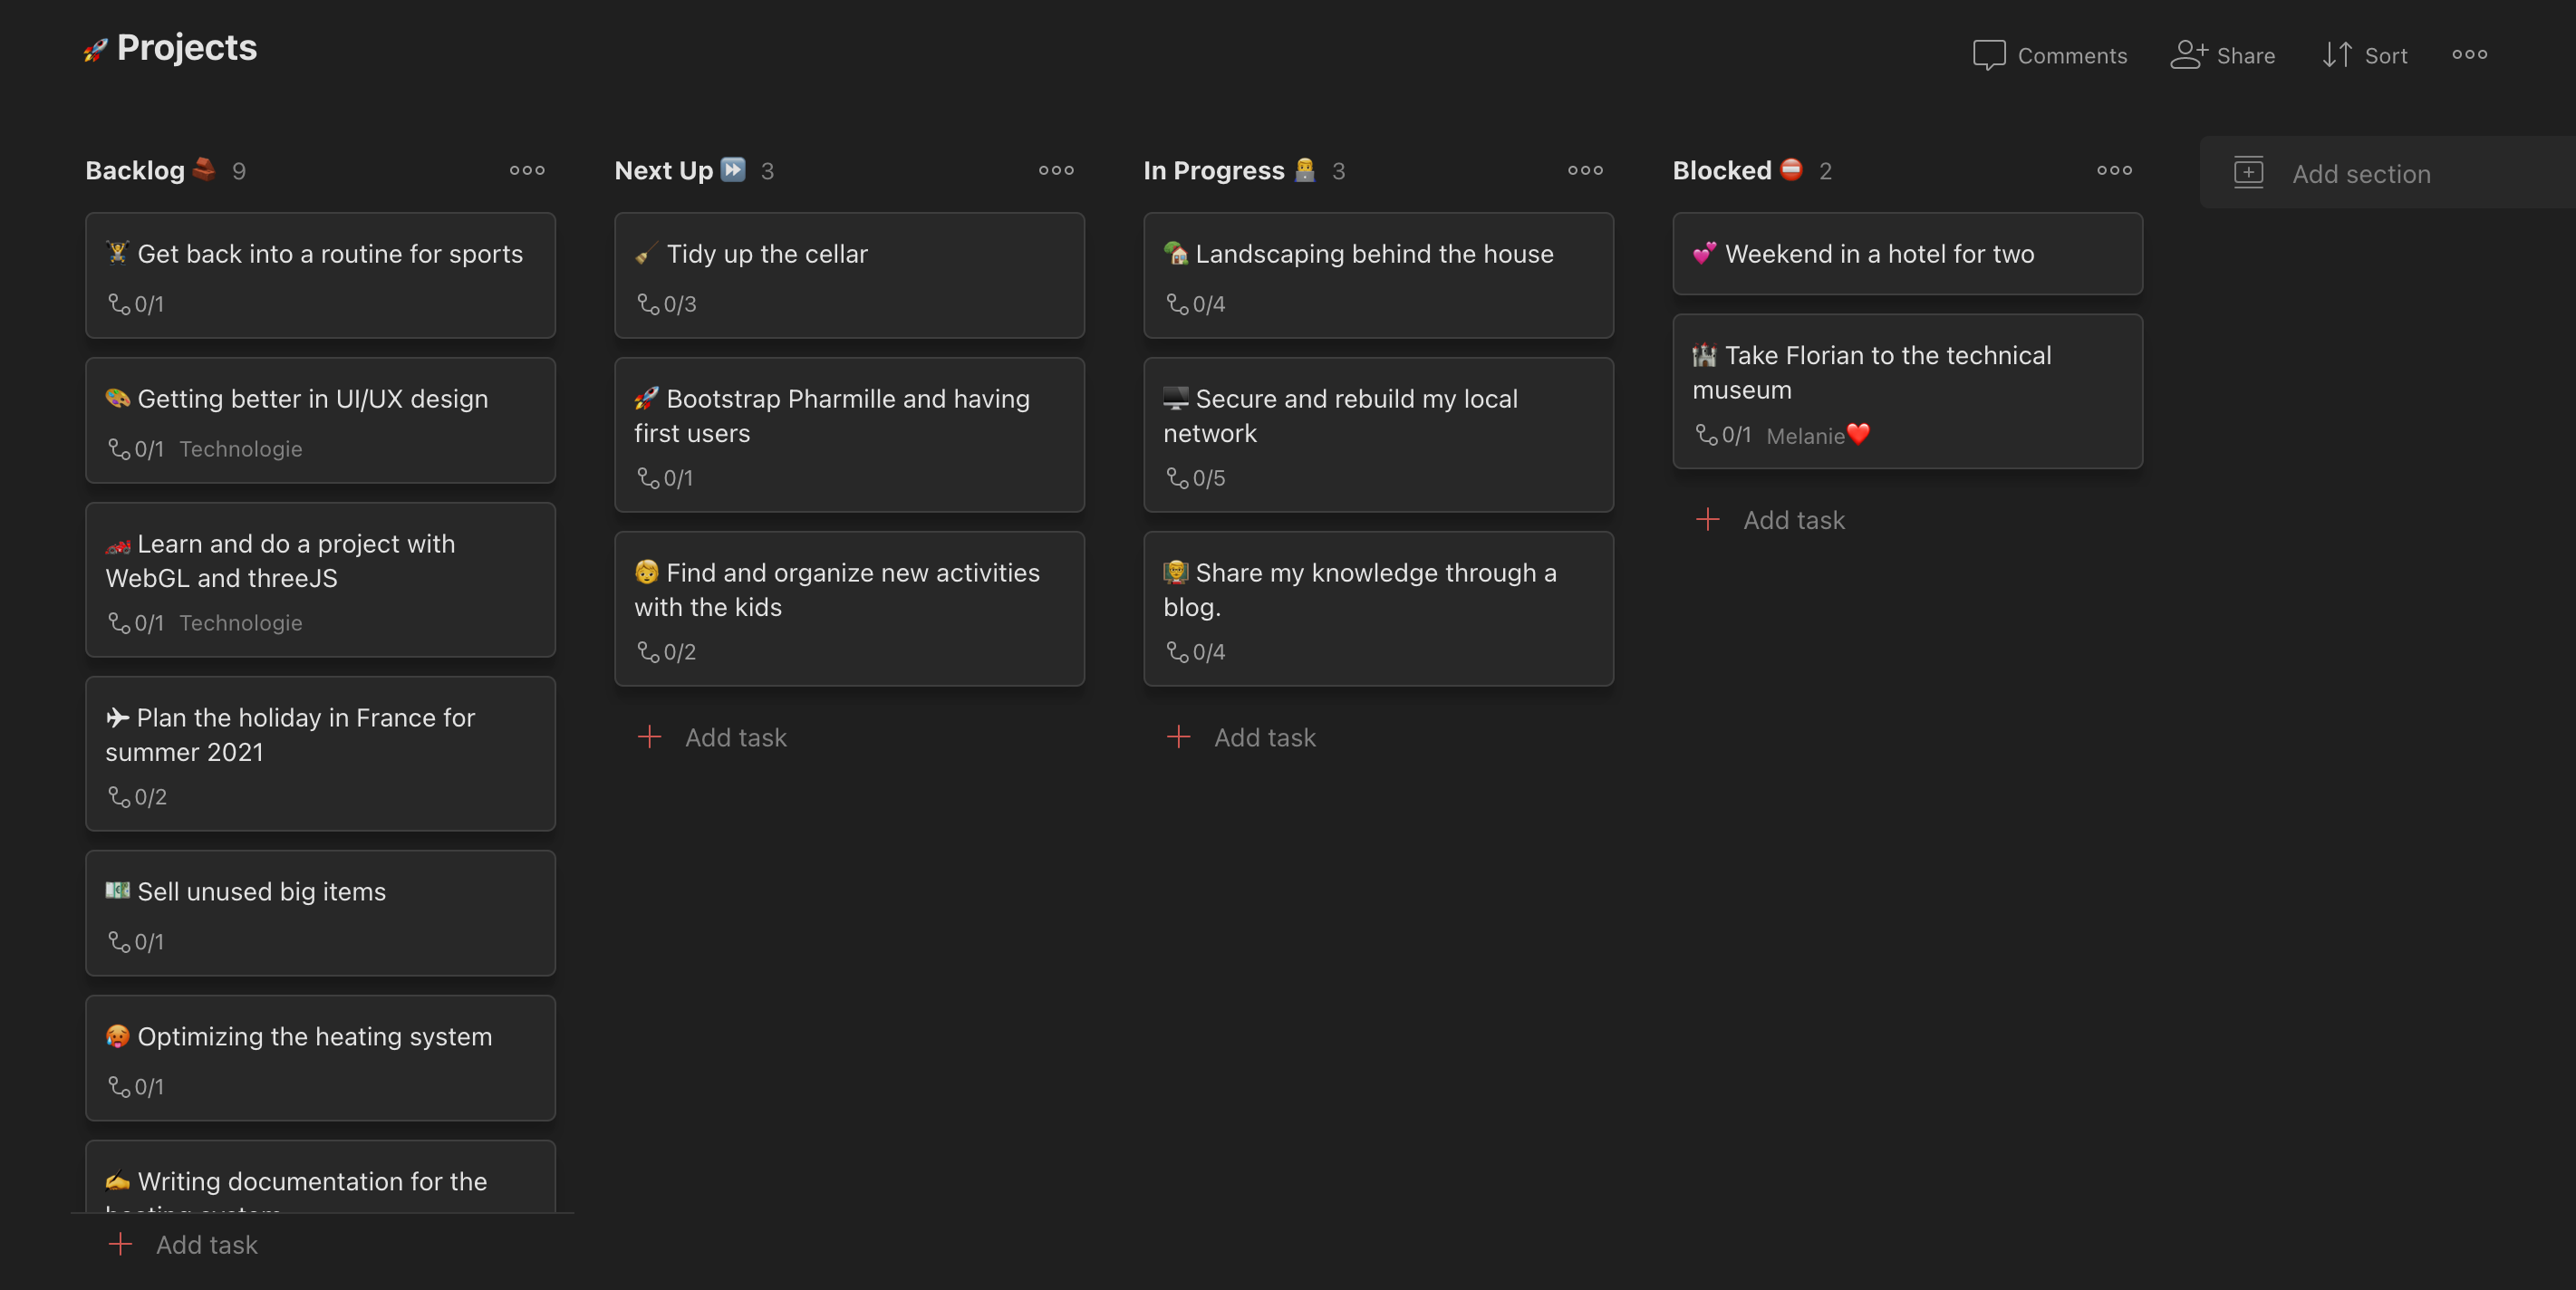 🚀 Projects
Comments
Share
Sort
Backlog 🧱 9
🏋️ Get back into a routine for sports
0/1
🎨 Getting better in UI/UX design
0/1 Technologie
🏎️ Learn and do a project with
WebGL and threeJS
0/1 Technologie
✈ Plan the holiday in France for
summer 2021
0/2
💵 Sell unused big items
0/1
🥵 Optimizing the heating system
0/1
✍️ Writing documentation for the
heating system
Add task
Next Up ⏩ 3
🧹 Tidy up the cellar
0/3
🚀 Bootstrap Pharmille and having
first users
0/1
🧒 Find and organize new activities
with the kids
0/2
Add task
In Progress 👨‍💻 3
🏡 Landscaping behind the house
0/4
🖥️ Secure and rebuild my local
network
0/5
👨‍🏫 Share my knowledge through a
blog.
0/4
Add task
Blocked ⛔ 2
💕 Weekend in a hotel for two
🏰 Take Florian to the technical
museum
0/1 Melanie❤️
Add task
Add section